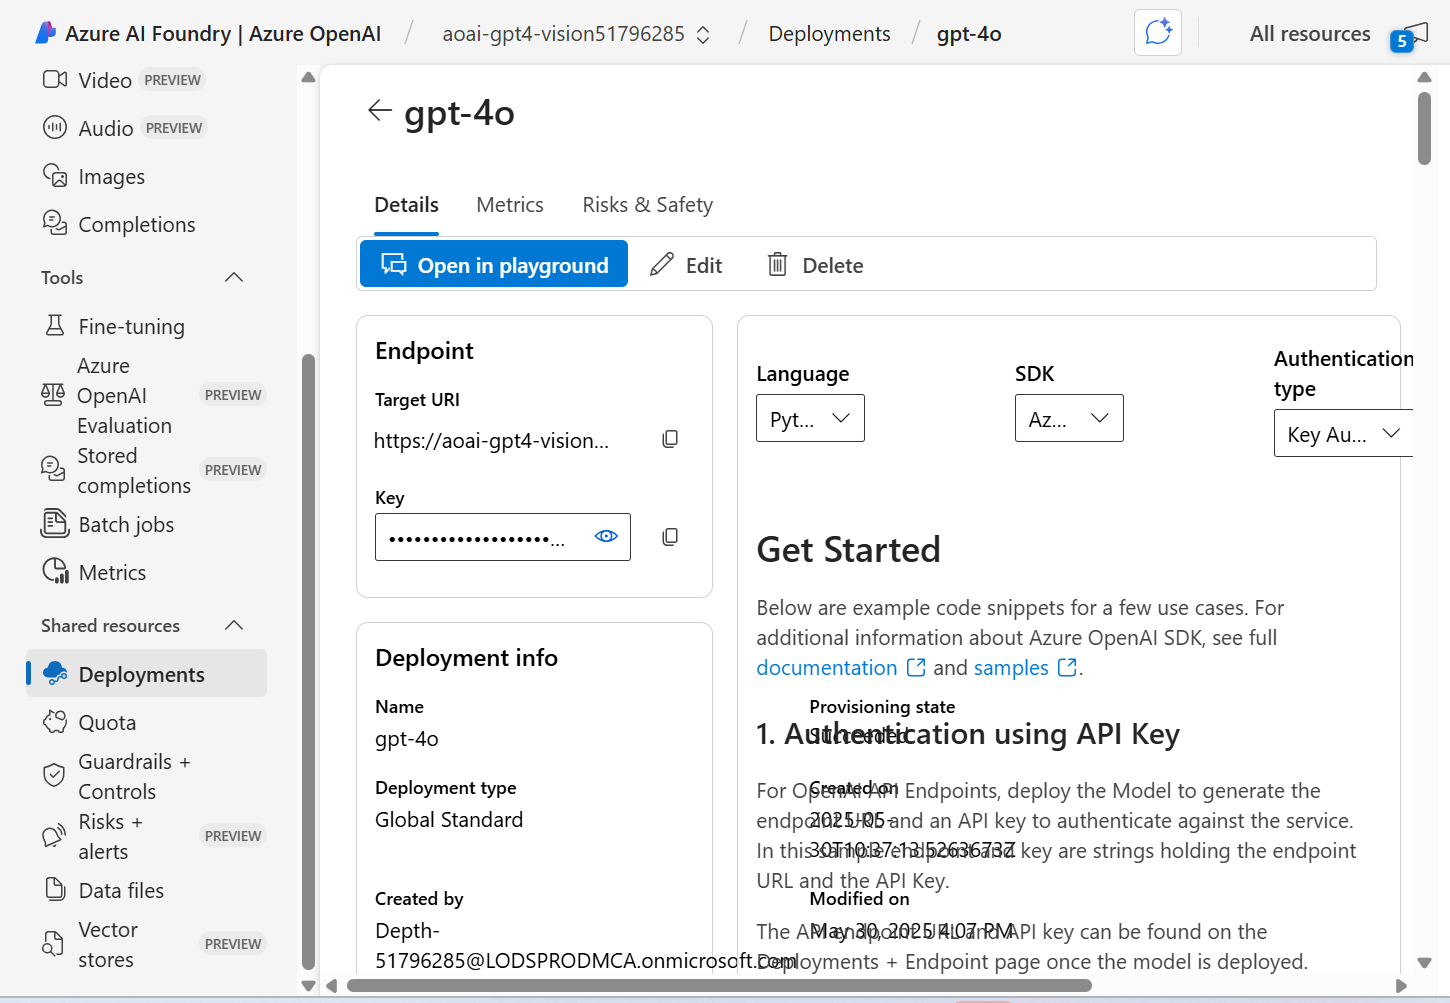 Azure AI Foundry | Azure OpenAI / aoai-gpt4-vision51796285 / Deployments / gpt-4o All resources 5
Video PREVIEW
Audio PREVIEW
Images
Completions
Tools
Fine-tuning
Azure
OpenAI PREVIEW
Evaluation
Stored
completions PREVIEW
Batch jobs
Metrics
Shared resources
Deployments
Quota
Guardrails +
Controls
Risks +
alerts PREVIEW
Data files
Vector
stores PREVIEW
gpt-4o
Details Metrics Risks & Safety
Open in playground Edit Delete
Endpoint
Target URI
https://aoai-gpt4-vision...
Key
•••••••••••••••••••...
Deployment info
Name
gpt-4o
Deployment type
Global Standard
Created by
Depth-
51796285@LODSPRODMCA.onmicrosoft.com
Provisioning state
Succeeded
Created on
2025-05-
30T10:37:13.5263673Z
Modified on
May 30, 2025 4:07 PM
Language
Pyt...
SDK
Az...
Authentication
type
Key Au...
Get Started
Below are example code snippets for a few use cases. For
additional information about Azure OpenAI SDK, see full
documentation and samples .
1. Authentication using API Key
For OpenAI API Endpoints, deploy the Model to generate the
endpoint URL and an API key to authenticate against the service.
In this sample endpoint and key are strings holding the endpoint
URL and the API Key.
The API endpoint URL and API key can be found on the
Deployments + Endpoint page once the model is deployed.